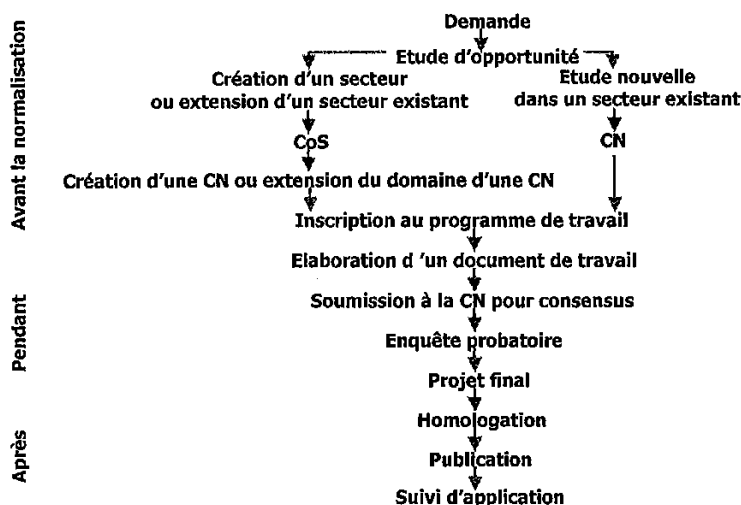 Demande
Etude d'opportunité
Création d'un secteur
ou extension d'un secteur existant
Etude nouvelle
dans un secteur existant
CoS
CN
Création d'une CN ou extension du domaine d'une CN
Inscription au programme de travail
Elaboration d 'un document de travail
Soumission à la CN pour consensus
Enquête probatoire
Projet final
Homologation
Publication
Suivi d'application
Avant la normalisation
Pendant
Après